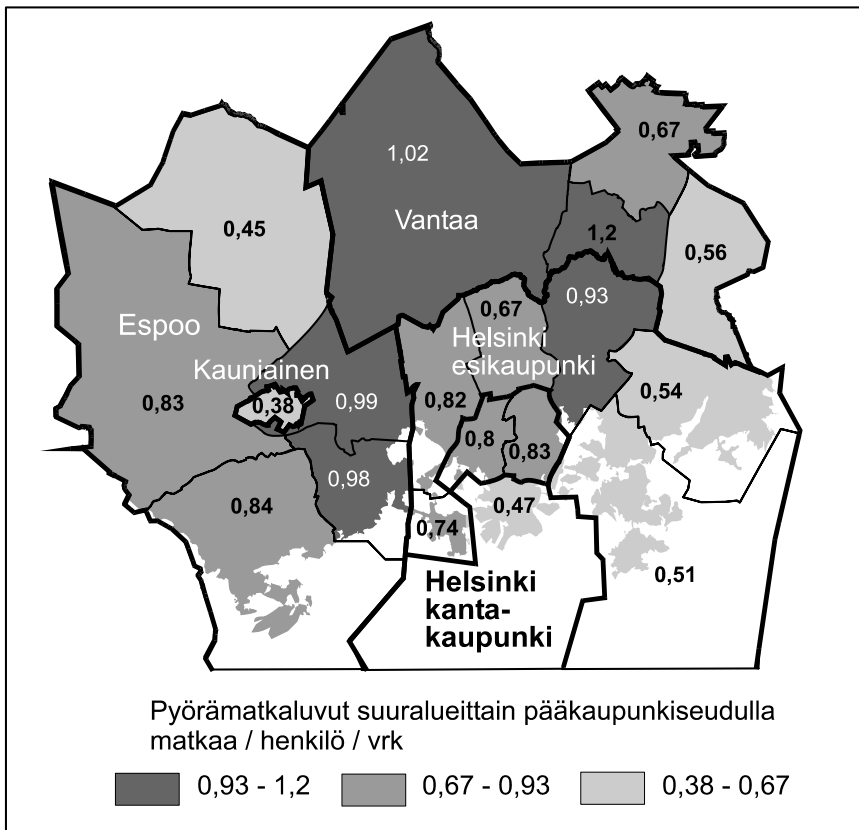 0,67
1,02
Vantaa
0,45
1,2
0,56
0,67
0,93
Espoo
Helsinki
esikaupunki
Kauniainen
0,83
0,38
0,99
0,82
0,54
0,8
0,83
0,98
0,84
0,47
0,74
0,51
Helsinki
kanta-
kaupunki
Pyörämatkaluvut suuralueittain pääkaupunkiseudulla
matkaa / henkilö / vrk
0,93 - 1,2
0,67 - 0,93
0,38 - 0,67